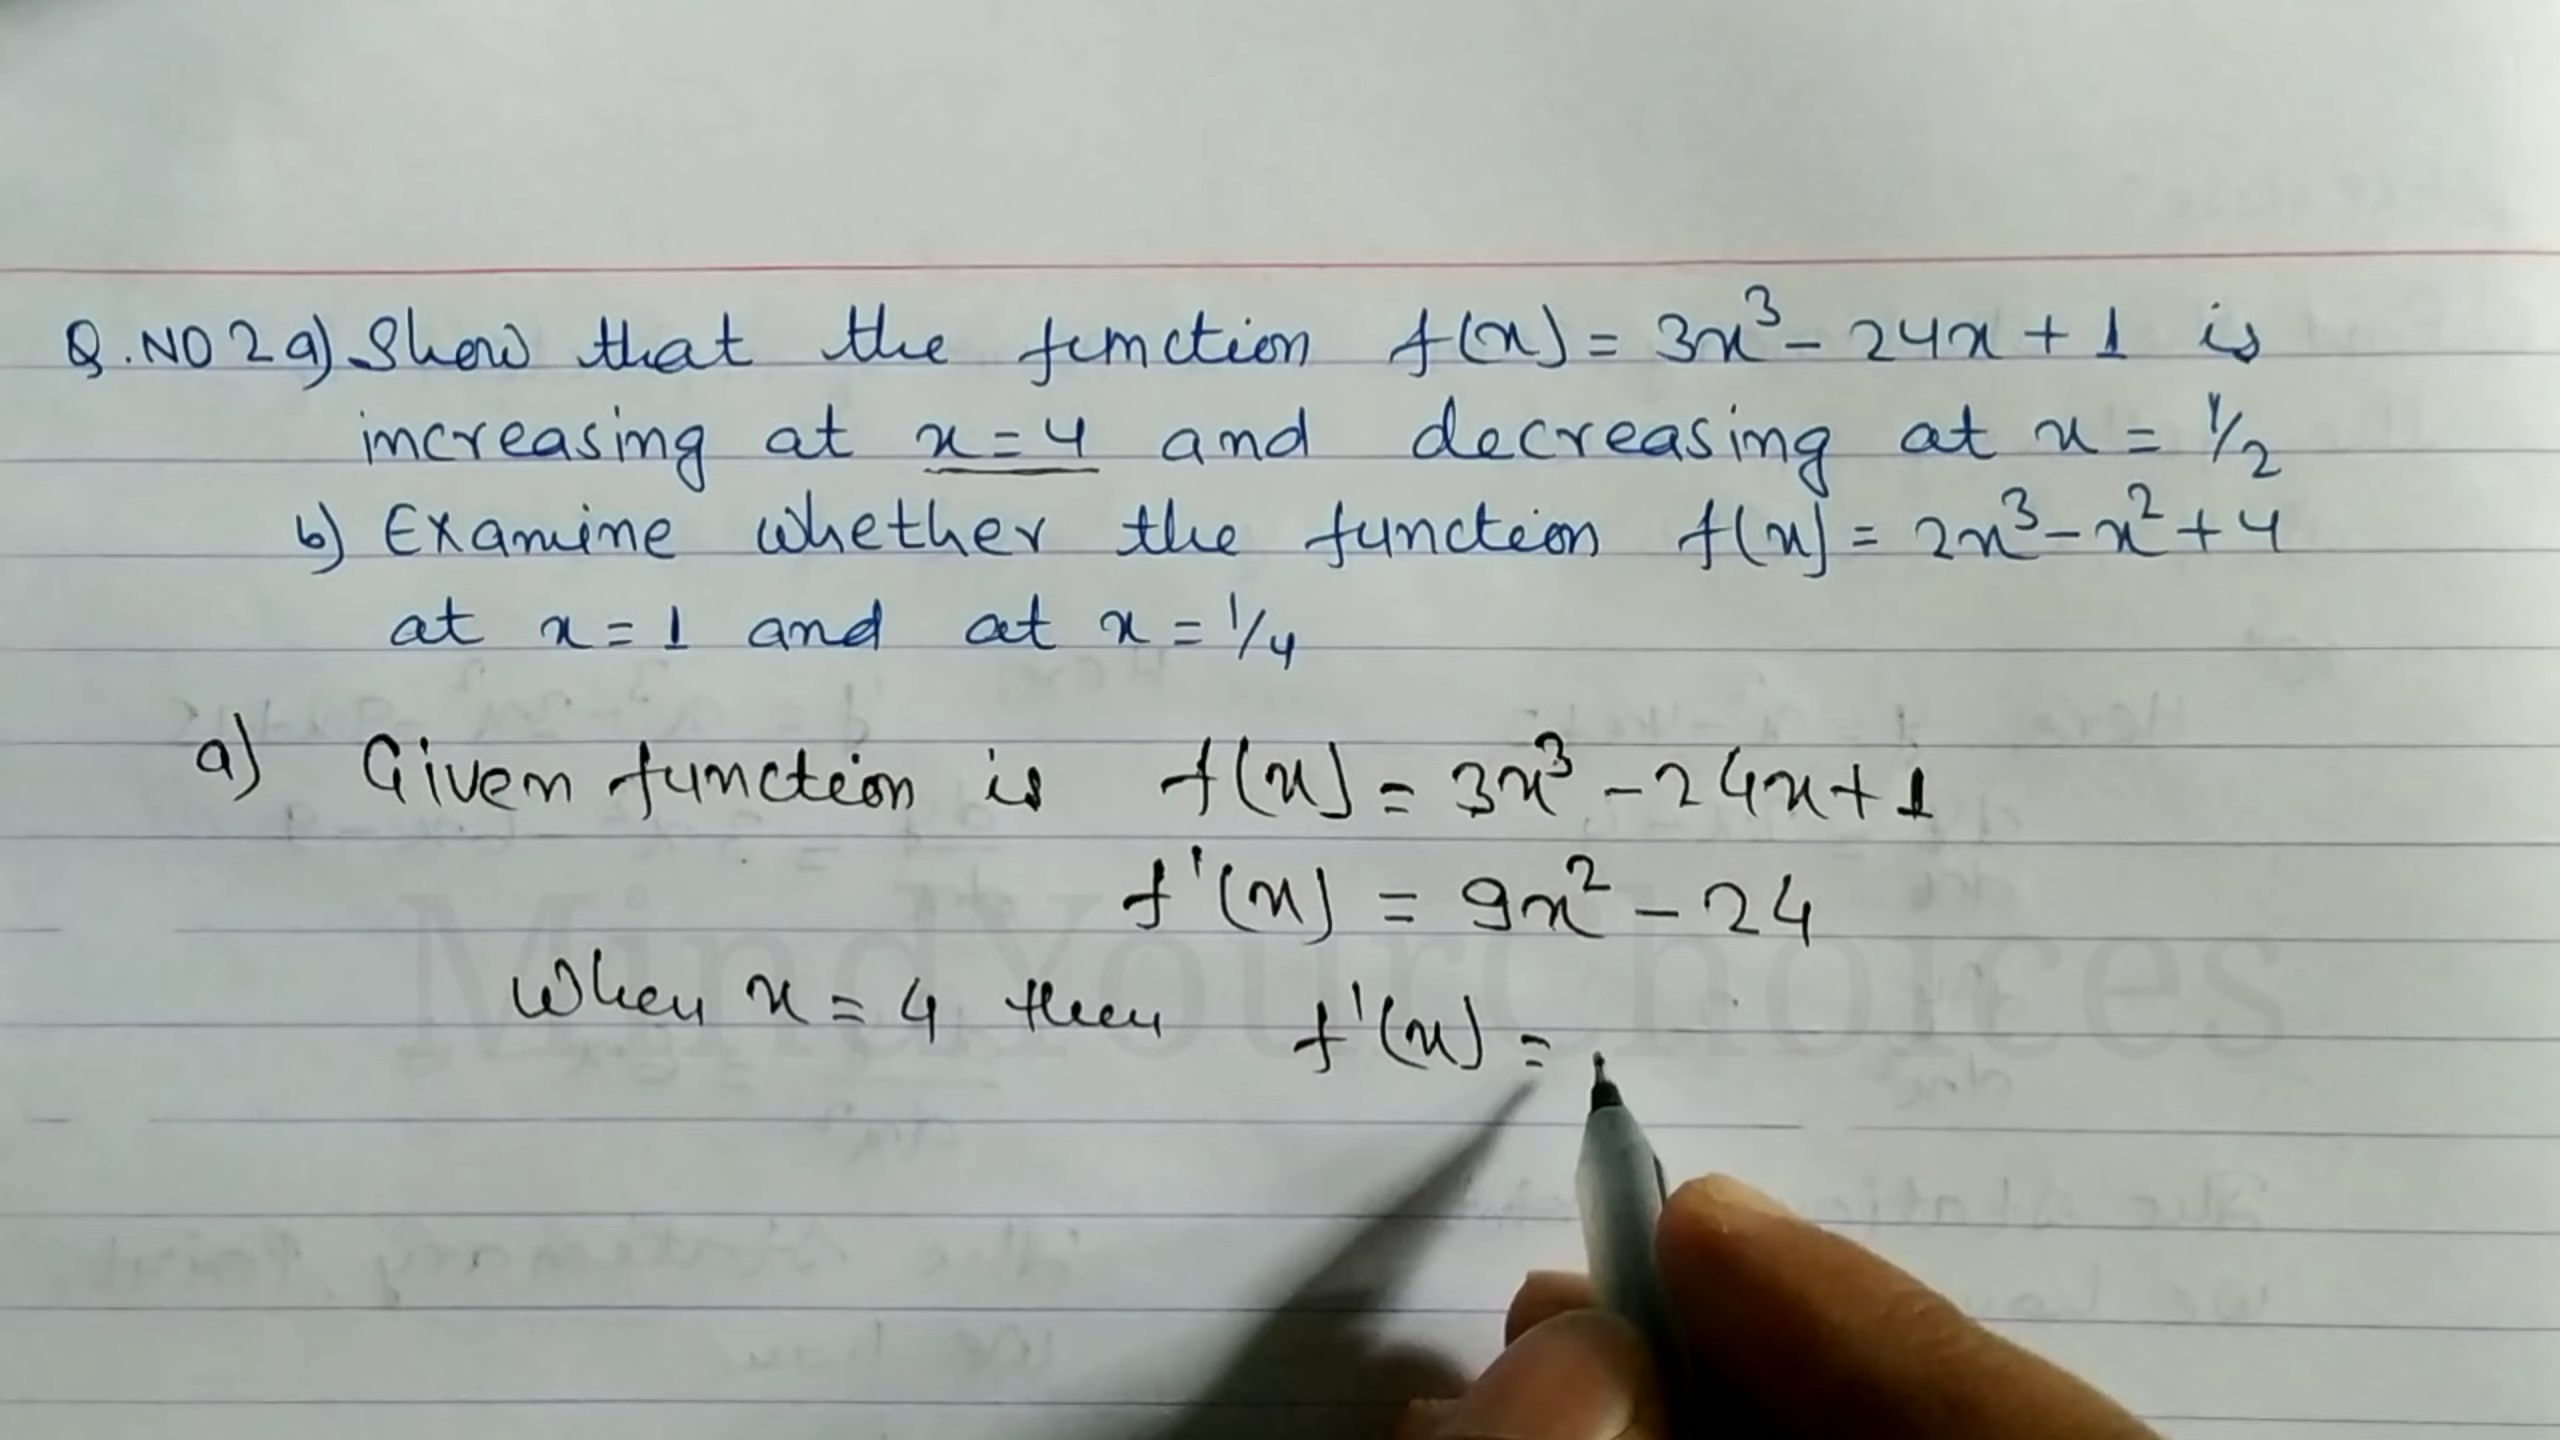 Q.NO 2 a) Show that the function f(x) = 3x³ - 24x + 1 is
increasing at x = 4 and decreasing at x = 1/2
b) Examine whether the function f(x) = 2x³ - x² + 4
at x = 1 and at x = 1/4
a) Given function is f(x) = 3x³ - 24x + 1
f'(x) = 9x² - 24
When x = 4 then f'(x) =
MindYourChoices